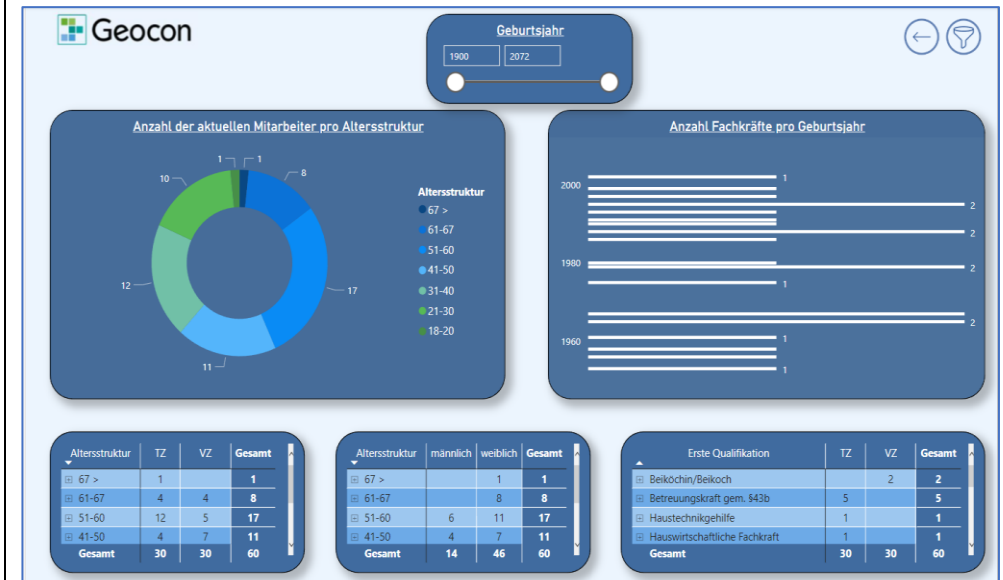 Geocon
Geburtsjahr
1900 2072
Anzahl der aktuellen Mitarbeiter pro Altersstruktur
1 1
10 8
12 17
11
Altersstruktur
67 >
61-67
51-60
41-50
31-40
21-30
18-20
Anzahl Fachkräfte pro Geburtsjahr
1
2000
2
2
1980
2
1
2
1960 1
1
Altersstruktur TZ VZ Gesamt
67 > 1 1
61-67 4 4 8
51-60 12 5 17
41-50 4 7 11
Gesamt 30 30 60
Altersstruktur männlich weiblich Gesamt
67 > 1 1
61-67 8 8
51-60 6 11 17
41-50 4 7 11
Gesamt 14 46 60
Erste Qualifikation TZ VZ Gesamt
Beiköchin/Beikoch 2 2
Betreuungskraft gem. §43b 5 5
Haustechnikgehilfe 1 1
Hauswirtschaftliche Fachkraft 1 1
Gesamt 30 30 60